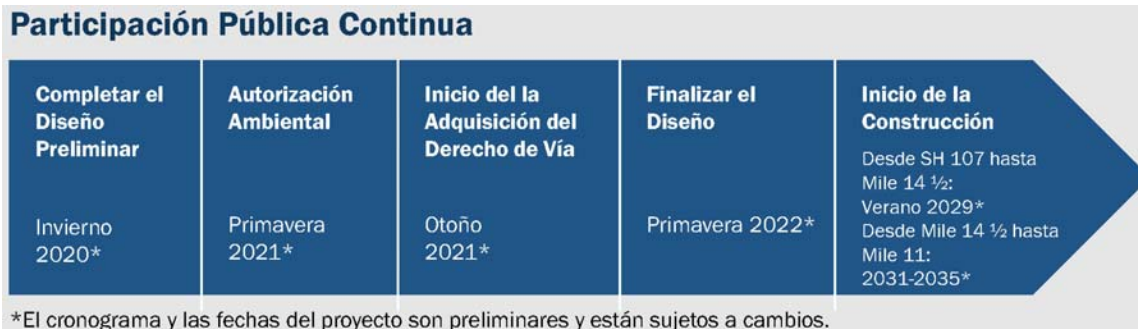 Participación Pública Continua
Completar el
Diseño
Preliminar
Invierno
2020*
Autorización
Ambiental
Primavera
2021*
Inicio del la
Adquisición del
Derecho de Vía
Otoño
2021*
Finalizar el
Diseño
Primavera 2022*
Inicio de la
Construcción
Desde SH 107 hasta
Mile 14 ½:
Verano 2029*
Desde Mile 14 ½ hasta
Mile 11:
2031-2035*
*El cronograma y las fechas del proyecto son preliminares y están sujetos a cambios.